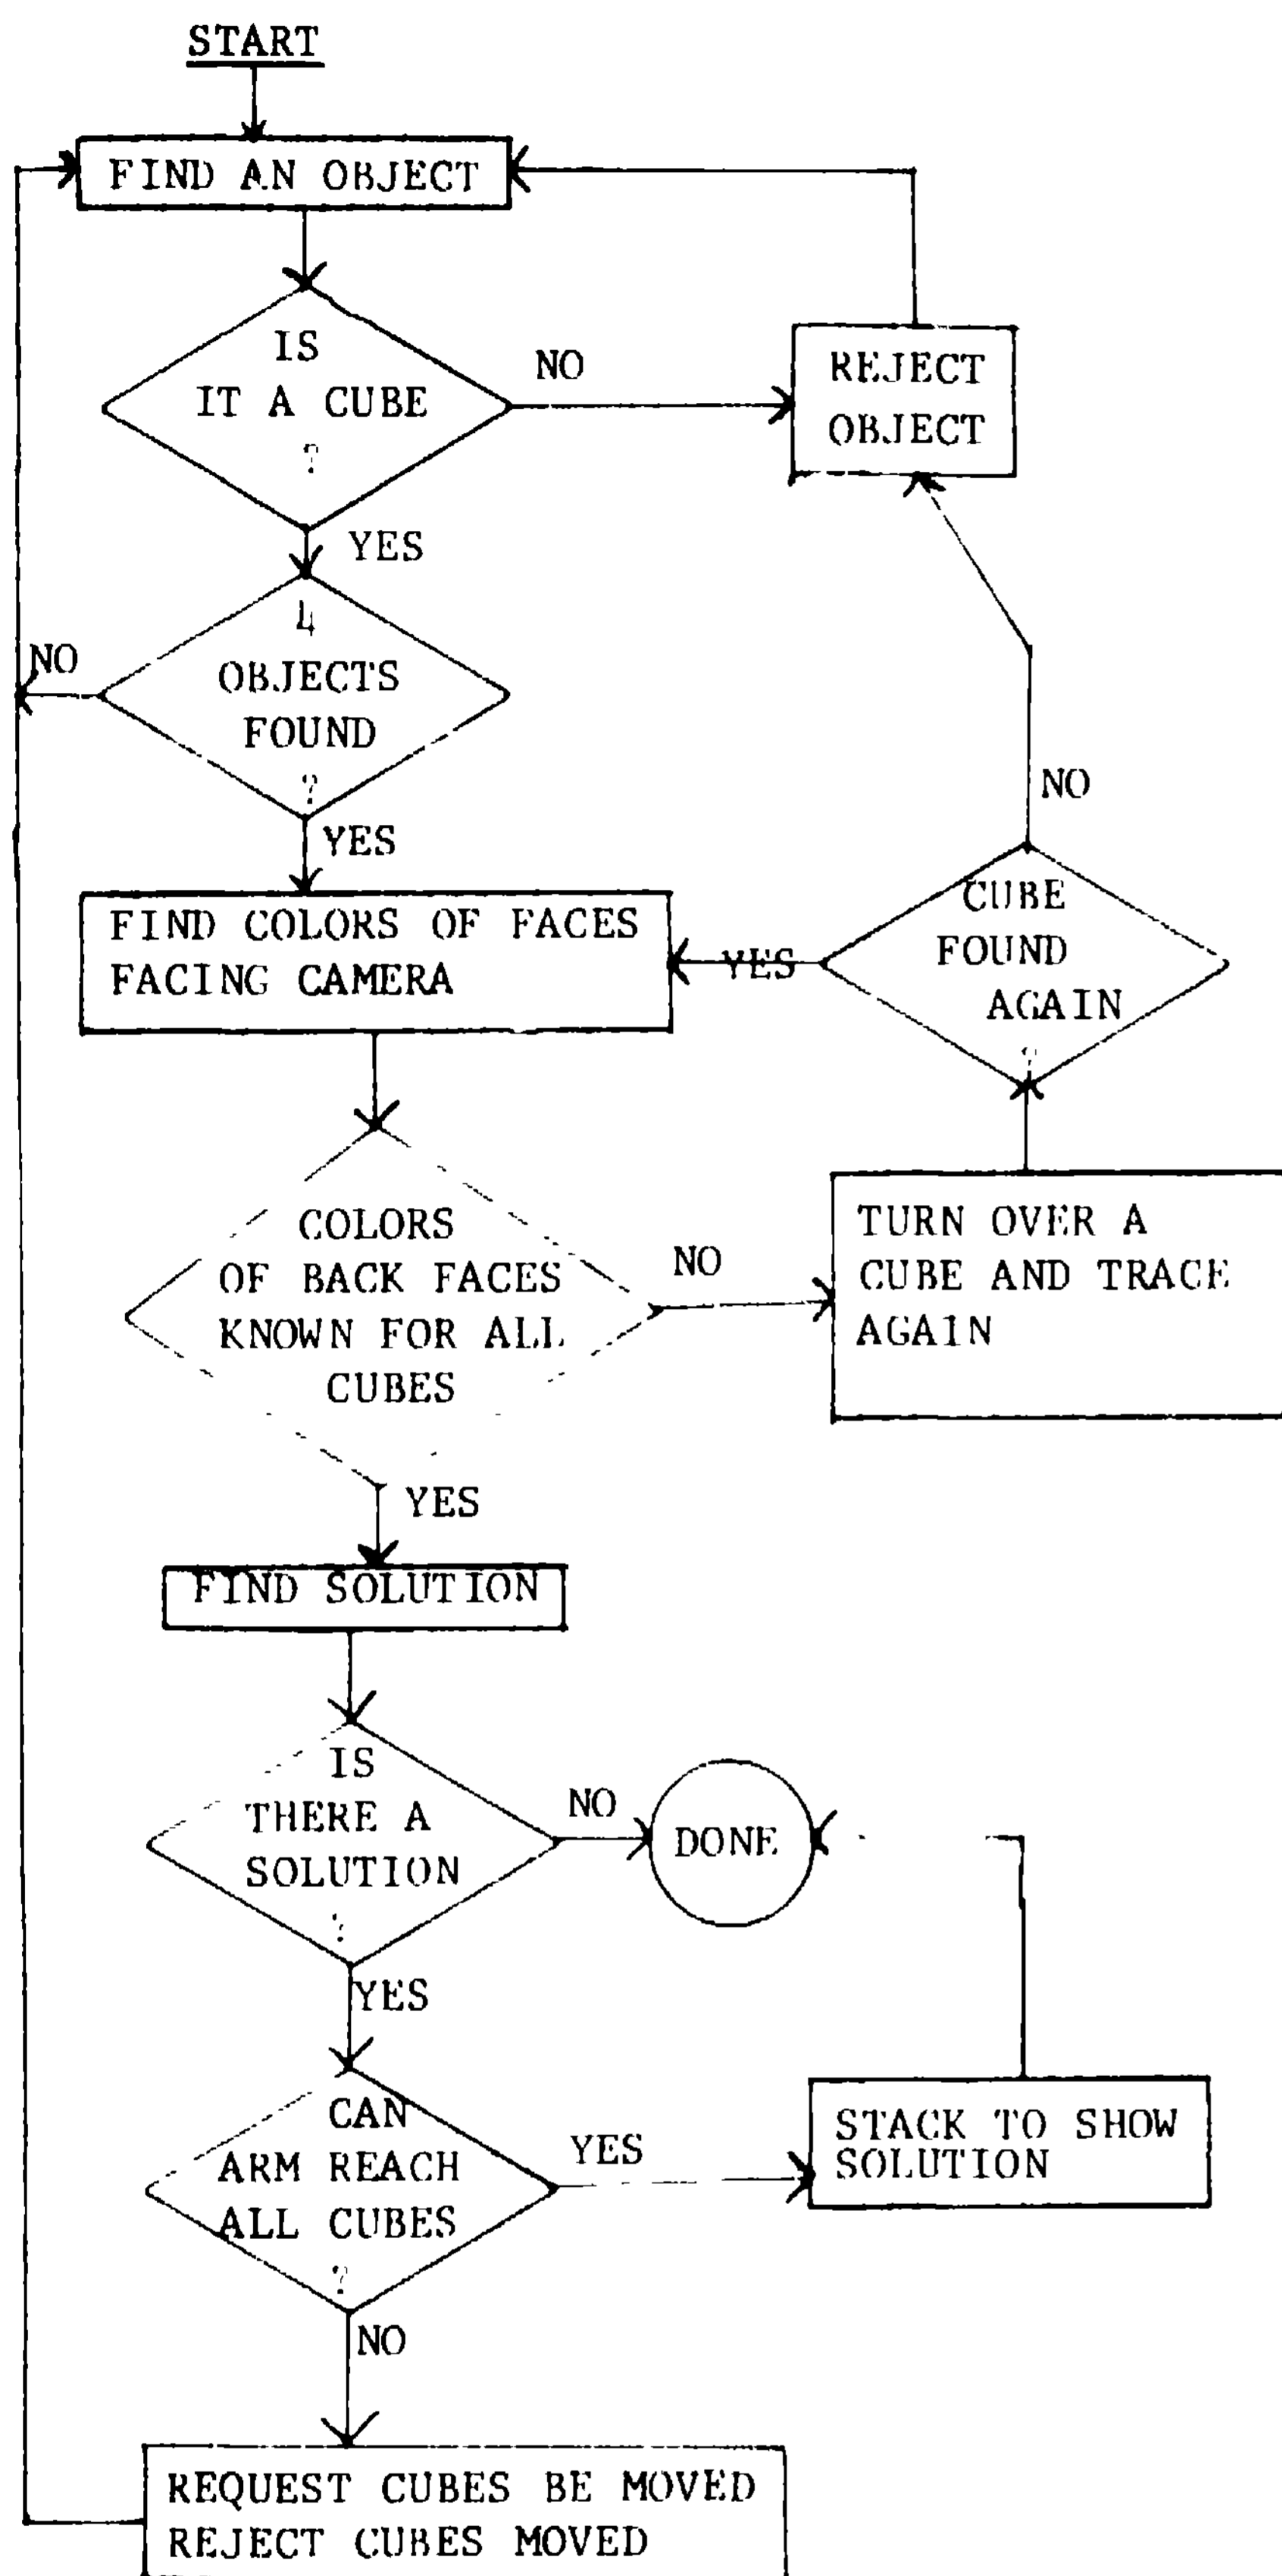 START
FIND AN OBJECT
IS
IT A CUBE
?
NO
REJECT
OBJECT
YES
4
OBJECTS
FOUND
?
NO
YES
FIND COLORS OF FACES
FACING CAMERA
YES
CUBE
FOUND
AGAIN
?
NO
COLORS
OF BACK FACES
KNOWN FOR ALL
CUBES
NO
TURN OVER A
CUBE AND TRACE
AGAIN
YES
FIND SOLUTION
IS
THERE A
SOLUTION
?
NO
DONE
YES
CAN
ARM REACH
ALL CUBES
?
YES
STACK TO SHOW
SOLUTION
NO
REQUEST CUBES BE MOVED
REJECT CUBES MOVED